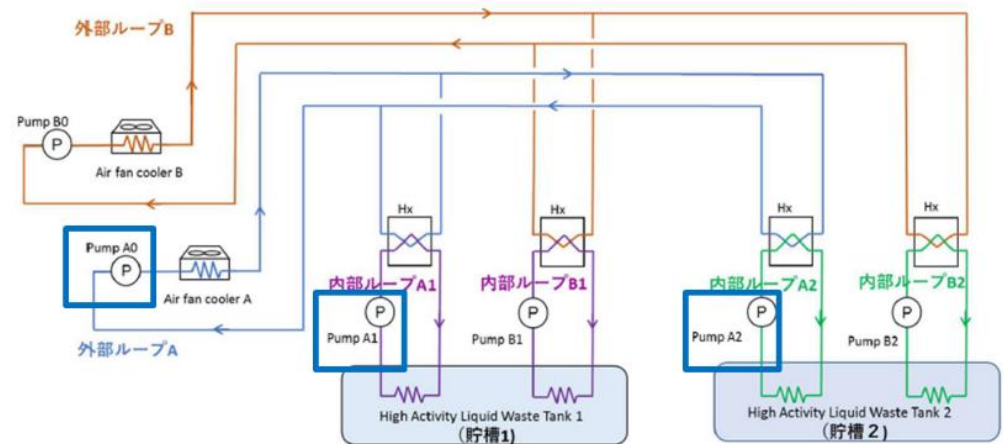 外部ループB
Pump B0
P
Air fan cooler B
Pump A0
P
Air fan cooler A
外部ループA
Hx
Hx
Hx
Hx
内部ループA1
内部ループB1
内部ループA2
内部ループB2
P
P
P
P
Pump A1
Pump B1
Pump A2
Pump B2
High Activity Liquid Waste Tank 1
(貯槽1)
High Activity Liquid Waste Tank 2
(貯槽2)